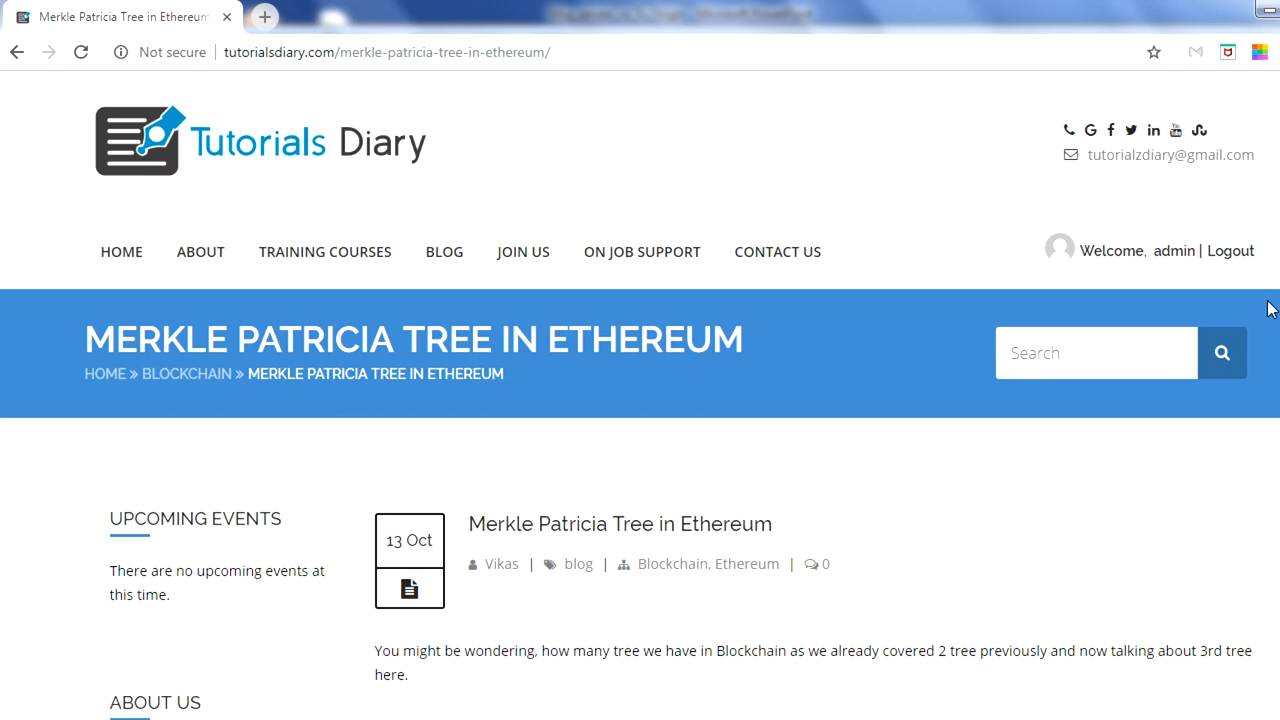 Merkle Patricia Tree in Ethereum
Not secure
tutorialsdiary.com/merkle-patricia-tree-in-ethereum/
Tutorials Diary
tutorialzdiary@gmail.com
HOME ABOUT TRAINING COURSES BLOG JOIN US ON JOB SUPPORT CONTACT US
Welcome, admin | Logout
MERKLE PATRICIA TREE IN ETHEREUM
HOME » BLOCKCHAIN » MERKLE PATRICIA TREE IN ETHEREUM
Search
UPCOMING EVENTS
There are no upcoming events at
this time.
ABOUT US
13 Oct
Merkle Patricia Tree in Ethereum
Vikas | blog | Blockchain, Ethereum | 0
You might be wondering, how many tree we have in Blockchain as we already covered 2 tree previously and now talking about 3rd tree
here.